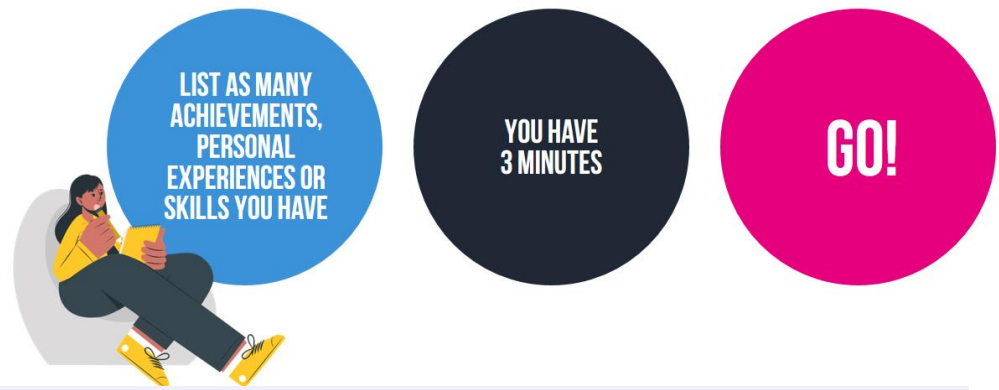 LIST AS MANY
ACHIEVEMENTS,
PERSONAL
EXPERIENCES OR
SKILLS YOU HAVE
YOU HAVE
3 MINUTES
GO!